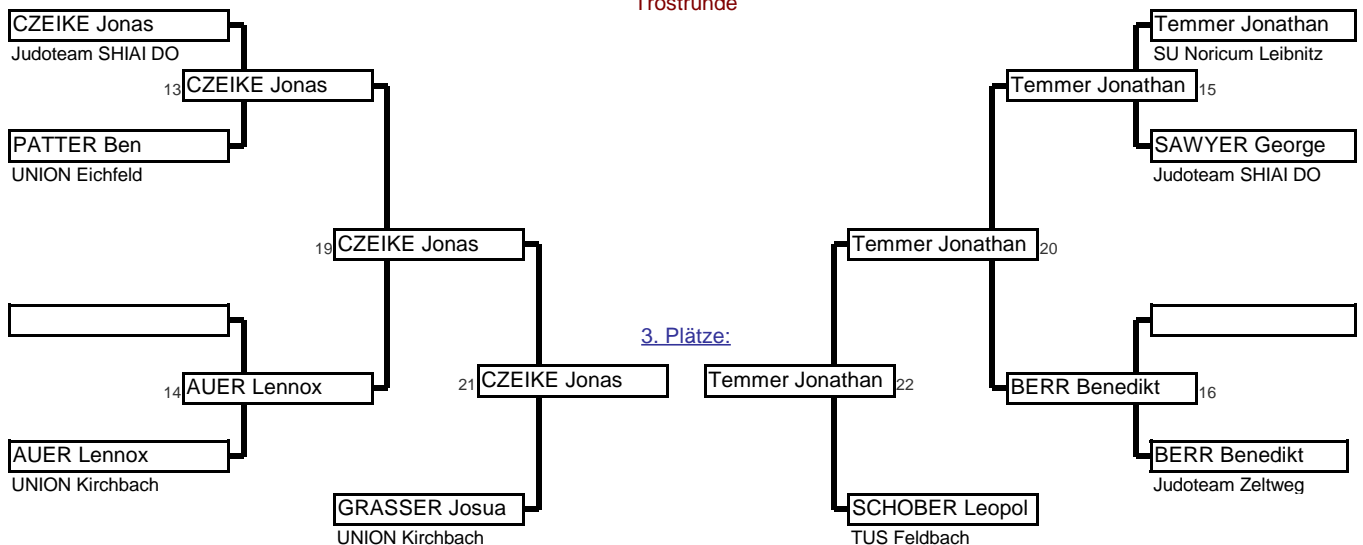 Trostrunde
CZEIKE Jonas
Judoteam SHIAI DO
13 CZEIKE Jonas
PATTER Ben
UNION Eichfeld
19 CZEIKE Jonas
14 AUER Lennox
AUER Lennox
UNION Kirchbach
21 CZEIKE Jonas
GRASSER Josua
UNION Kirchbach
3. Plätze:
Temmer Jonathan
SU Noricum Leibnitz
Temmer Jonathan 15
SAWYER George
Judoteam SHIAI DO
Temmer Jonathan 20
Temmer Jonathan 22
BERR Benedikt 16
BERR Benedikt
Judoteam Zeltweg
SCHOBER Leopol
TUS Feldbach